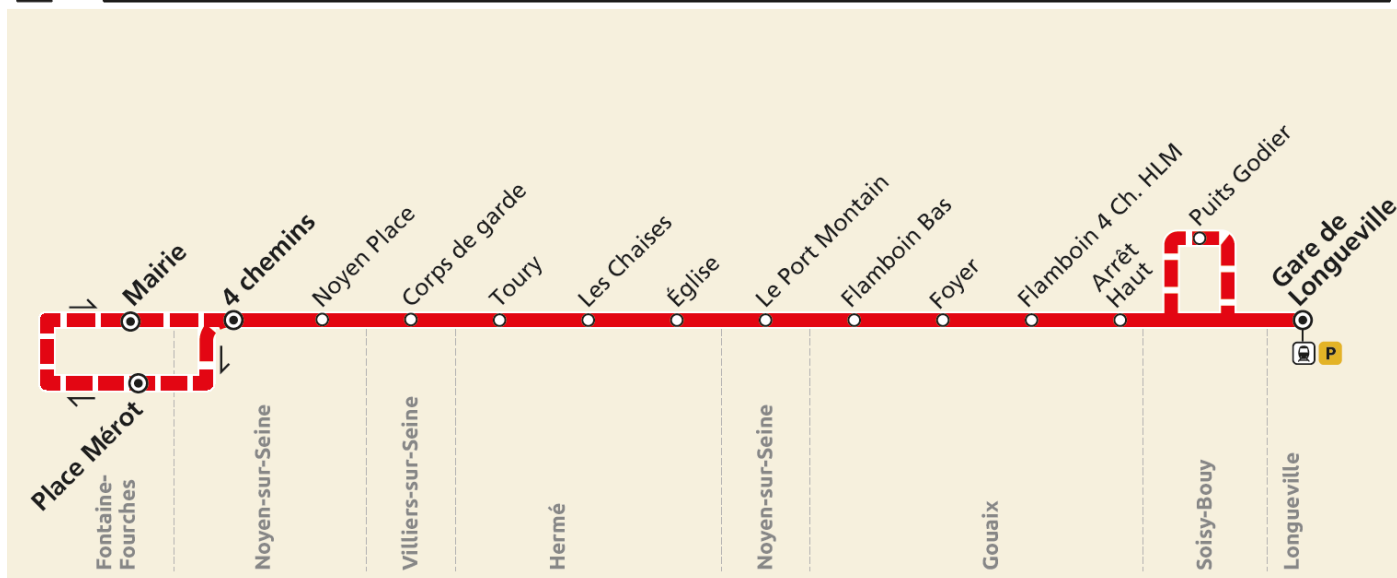 Mairie
4 chemins
Noyen Place
Corps de garde
Toury
Les Chaises
Église
Le Port Montain
Flamboin Bas
Foyer
Flamboin 4 Ch. HLM
Arrêt
Haut
Puits Godier
Gare de
Longueville
P
Place Mérot
Fontaine-
Fourches
Noyen-sur-Seine
Villiers-sur-Seine
Hermé
Noyen-sur-Seine
Gouaix
Soisy-Bouy
Longueville